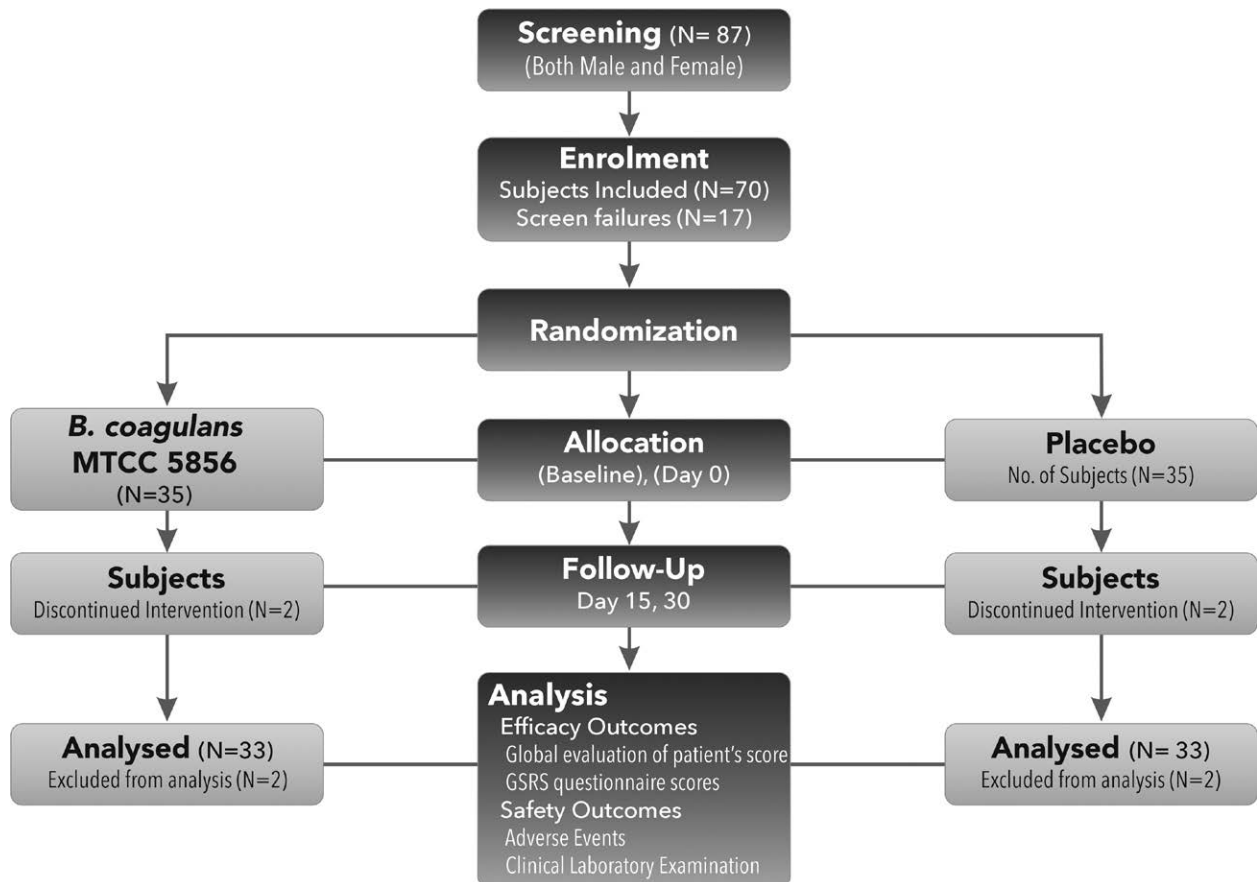 Screening (N= 87)
(Both Male and Female)
Enrolment
Subjects Included (N=70)
Screen failures (N=17)
Randomization
B. coagulans
MTCC 5856
(N=35)
Allocation
(Baseline), (Day 0)
Placebo
No. of Subjects (N=35)
Subjects
Discontinued Intervention (N=2)
Follow-Up
Day 15, 30
Subjects
Discontinued Intervention (N=2)
Analysed (N=33)
Excluded from analysis (N=2)
Analysis
Efficacy Outcomes
Global evaluation of patient's score
GSRS questionnaire scores
Safety Outcomes
Adverse Events
Clinical Laboratory Examination
Analysed (N= 33)
Excluded from analysis (N=2)